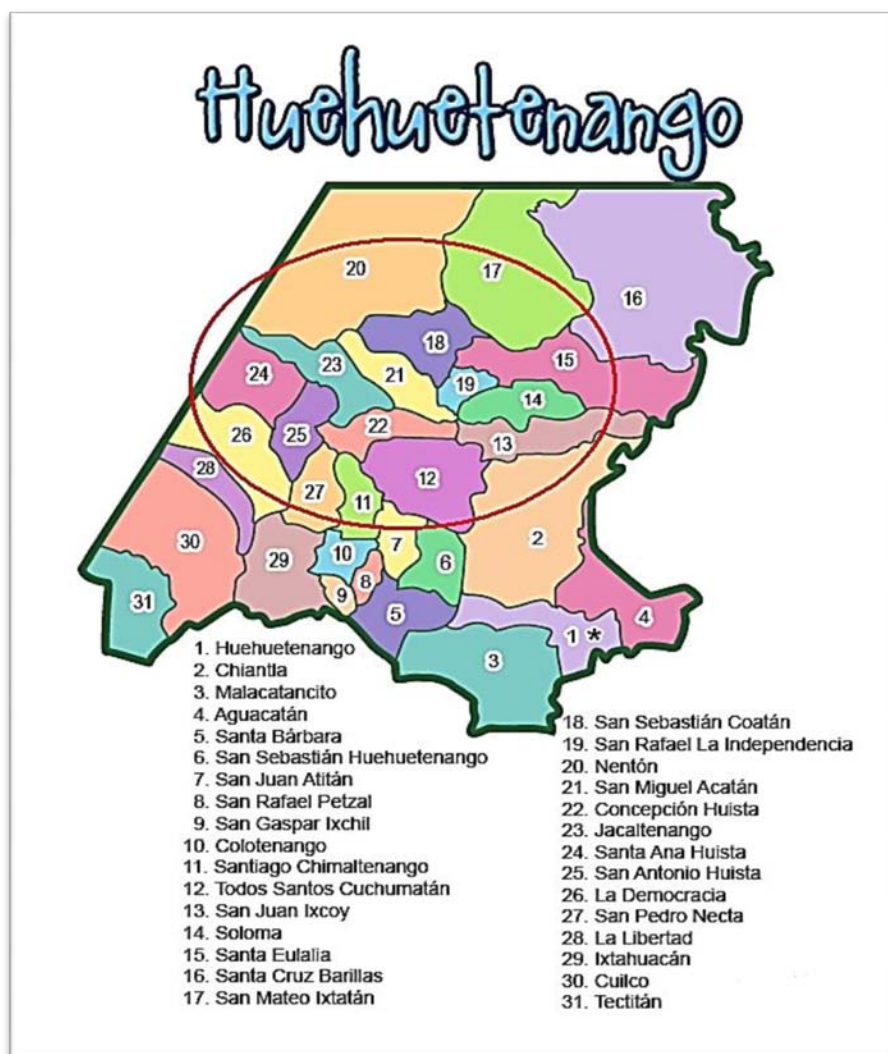 Huehuetenango
20
17
16
18
15
23
21
24
19
14
22
26
25
13
28
12
27
11
2
30
29
10
7
6
8
31
9
5
4
1 *
3
1. Huehuetenango
2. Chiantla
3. Malacatancito
4. Aguacatán
5. Santa Bárbara
6. San Sebastián Huehuetenango
7. San Juan Atitán
8. San Rafael Petzal
9. San Gaspar Ixchil
10. Colotenango
11. Santiago Chimaltenango
12. Todos Santos Cuchumatán
13. San Juan Ixcoy
14. Soloma
15. Santa Eulalia
16. Santa Cruz Barillas
17. San Mateo Ixtatán
18. San Sebastián Coatán
19. San Rafael La Independencia
20. Nentón
21. San Miguel Acatán
22. Concepción Huista
23. Jacaltenango
24. Santa Ana Huista
25. San Antonio Huista
26. La Democracia
27. San Pedro Necta
28. La Libertad
29. Ixtahuacán
30. Cuilco
31. Tectitán